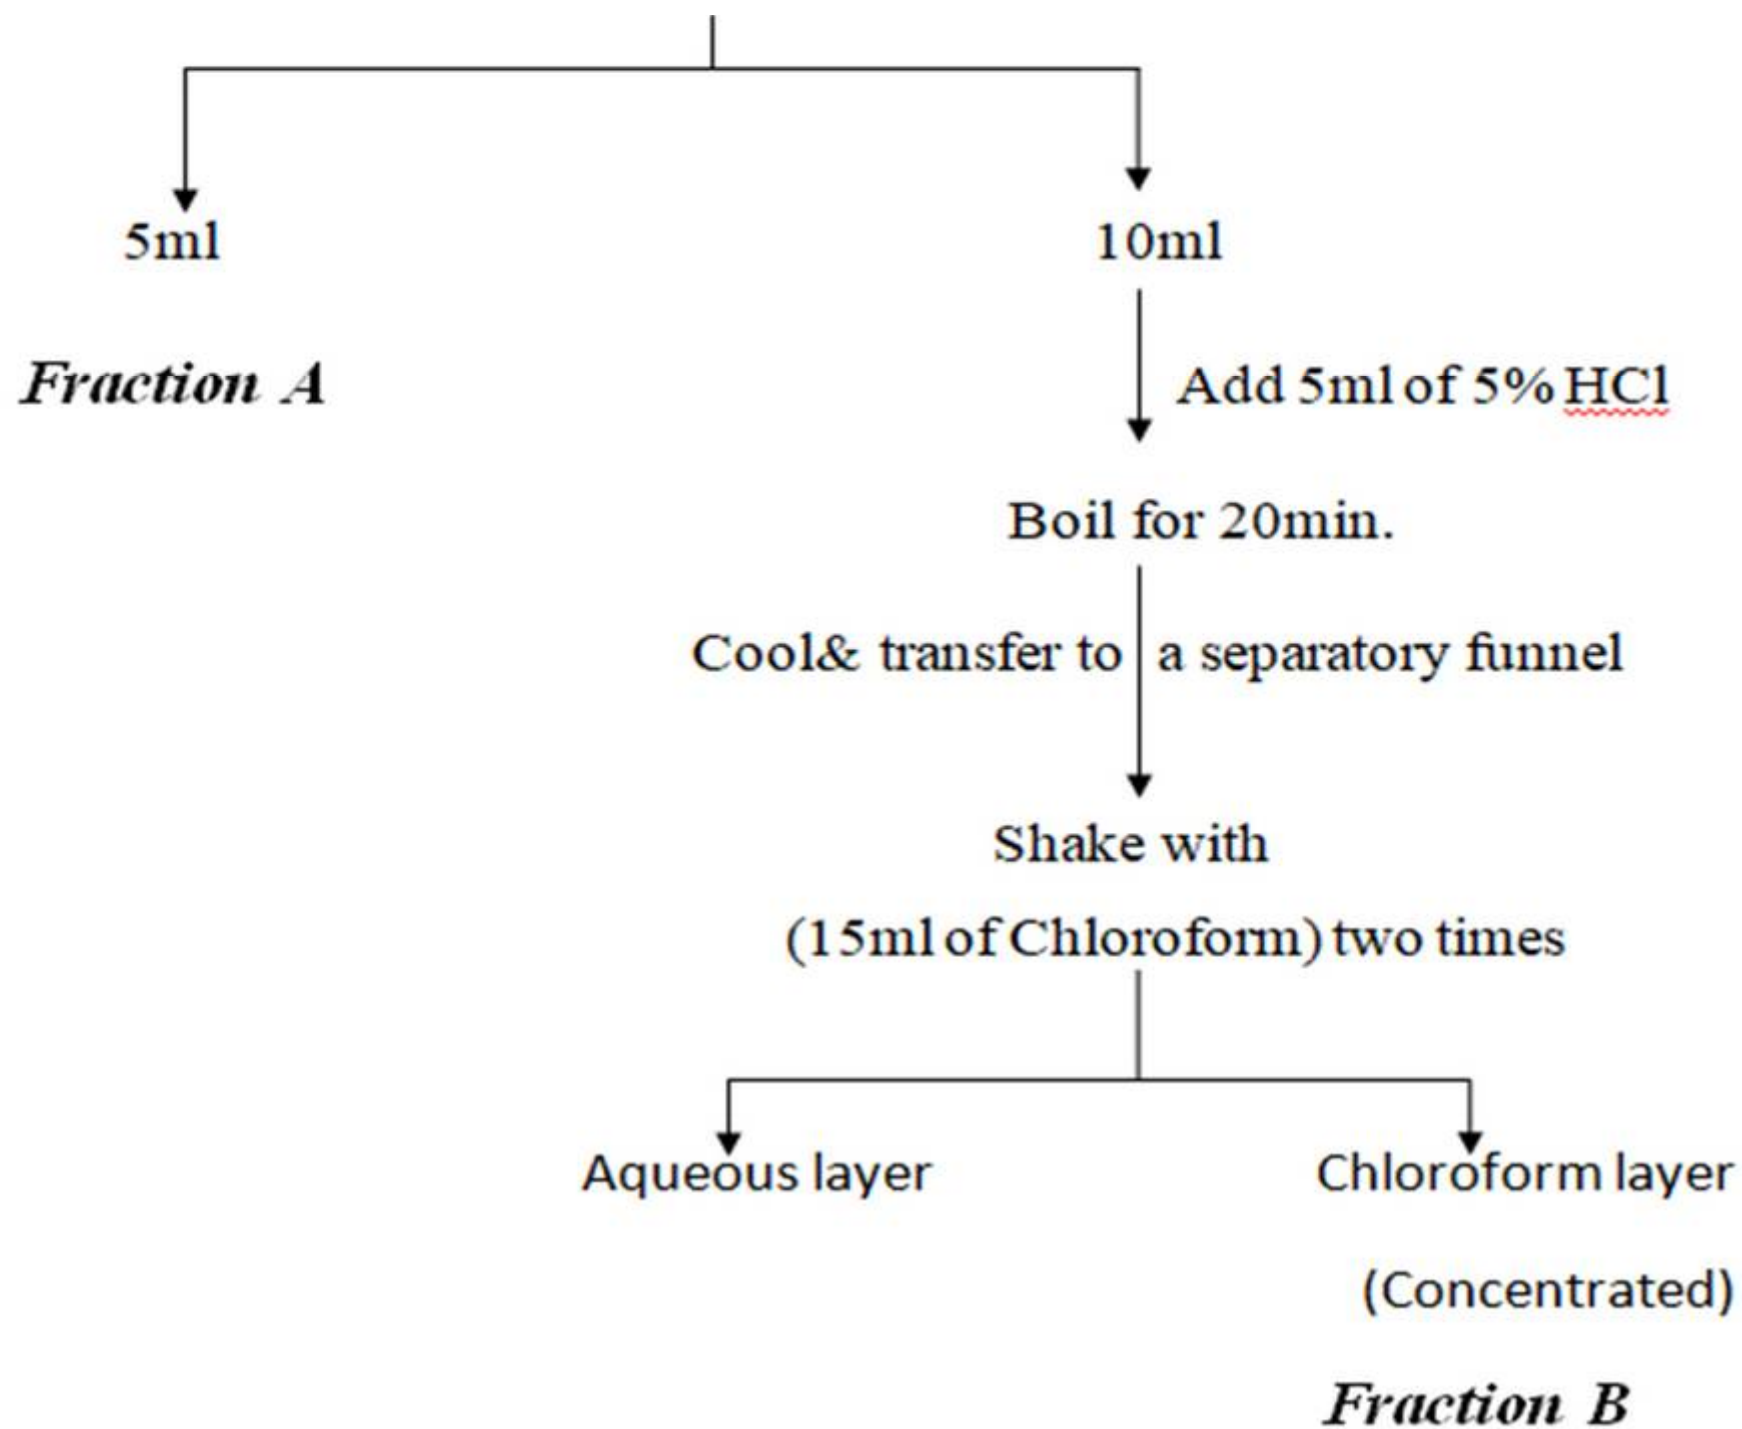 5ml
10ml
Fraction A
Add 5ml of 5% HCl
Boil for 20min.
Cool& transfer to a separatory funnel
Shake with
(15ml of Chloroform) two times
Aqueous layer
Chloroform layer
(Concentrated)
Fraction B